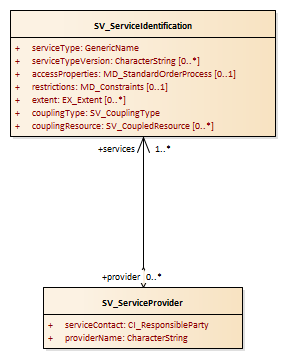 SV_ServiceIdentification
+ serviceType: GenericName
+ serviceTypeVersion: CharacterString [0..*]
+ accessProperties: MD_StandardOrderProcess [0..1]
+ restrictions: MD_Constraints [0..1]
+ extent: EX_Extent [0..*]
+ couplingType: SV_CouplingType
+ couplingResource: SV_CoupledResource [0..*]
+services 1..*
+provider 0..*
SV_ServiceProvider
+ serviceContact: CI_ResponsibleParty
+ providerName: CharacterString